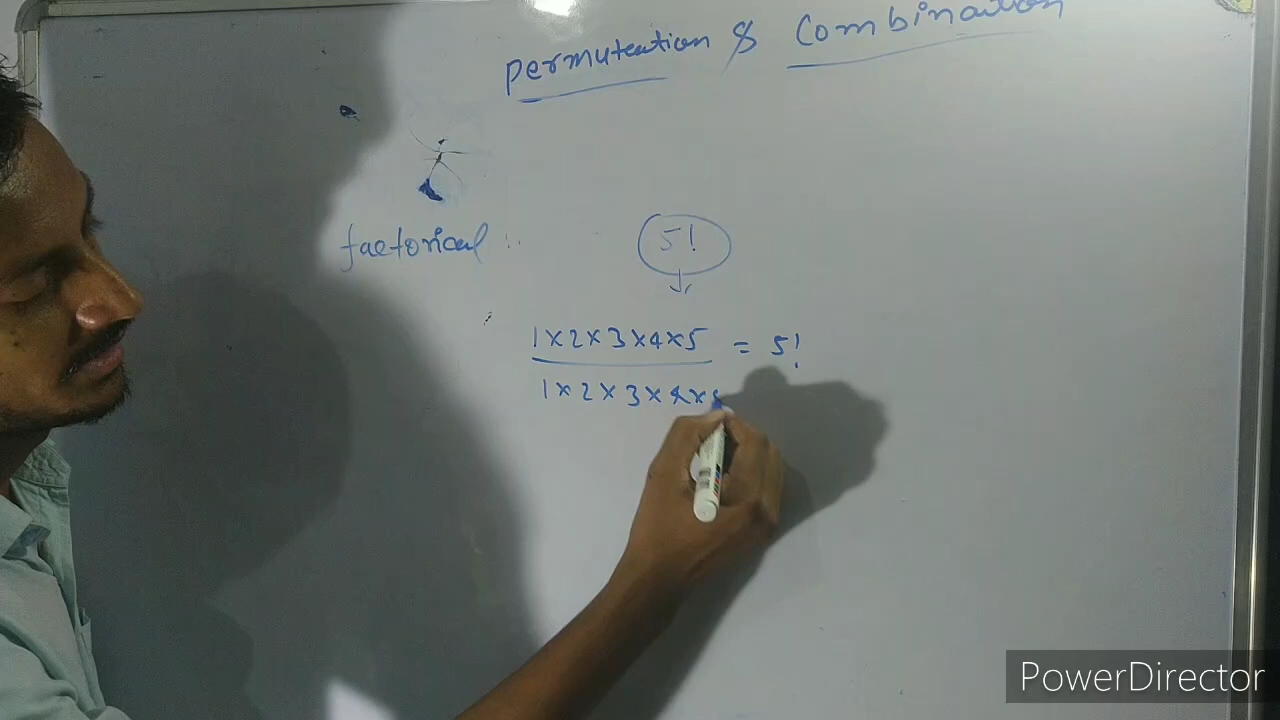 permutation & Combination
factorical :
5!
1×2×3×4×5 = 5!
1×2×3×4×5
PowerDirector